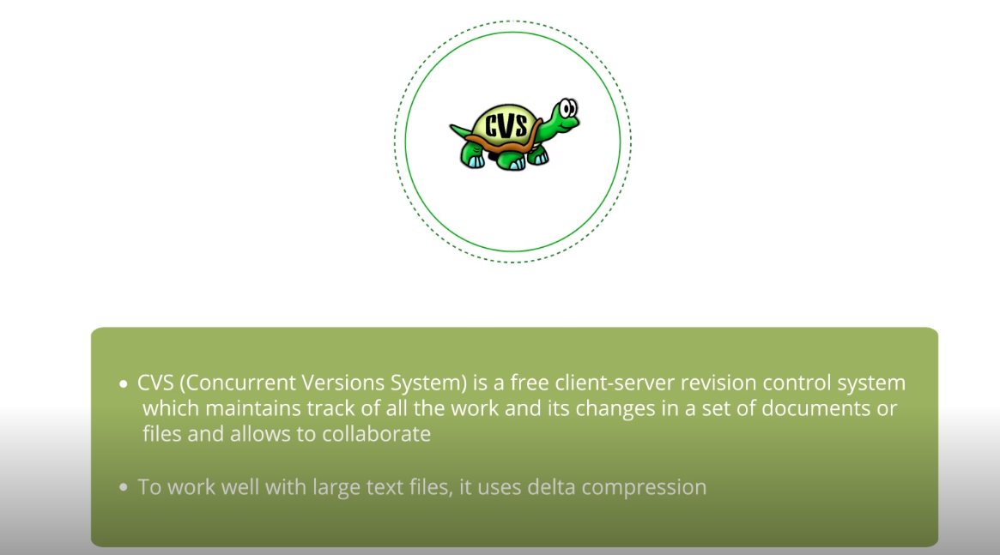 CVS
• CVS (Concurrent Versions System) is a free client-server revision control system
which maintains track of all the work and its changes in a set of documents or
files and allows to collaborate
• To work well with large text files, it uses delta compression